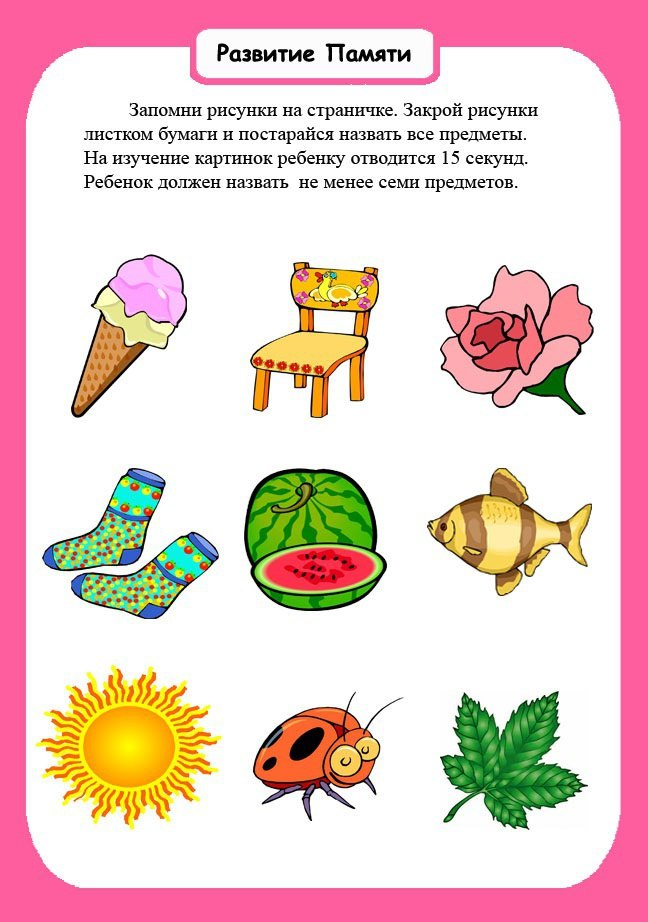 Развитие Памяти
Запомни рисунки на страничке. Закрой рисунки
листком бумаги и постарайся назвать все предметы.
На изучение картинок ребенку отводится 15 секунд.
Ребенок должен назвать  не менее семи предметов.